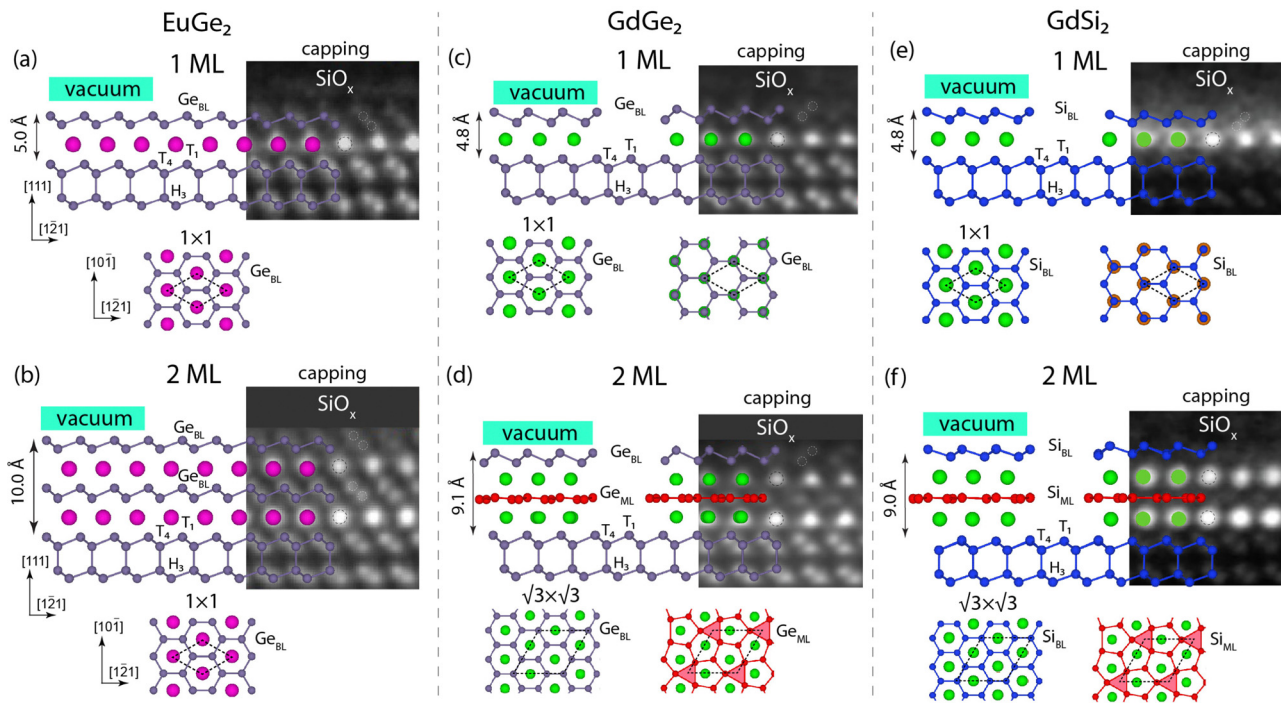 EuGe₂
GdGe₂
GdSi₂
(a)
1 ML
capping
SiOₓ
vacuum
Ge_BL
5.0 Å
T₄
T₁
H₃
[111]
[12̄1]
1×1
[101̄]
[12̄1]
Ge_BL
(b)
2 ML
capping
SiOₓ
vacuum
Ge_BL
Ge_BL
10.0 Å
T₄
T₁
H₃
[111]
[12̄1]
1×1
[101̄]
[12̄1]
Ge_BL
(c)
1 ML
capping
SiOₓ
vacuum
Ge_BL
4.8 Å
T₄
T₁
H₃
1×1
Ge_BL
Ge_BL
(d)
2 ML
capping
SiOₓ
vacuum
Ge_BL
Ge_ML
9.1 Å
T₄
T₁
H₃
√3×√3
Ge_BL
Ge_ML
(e)
1 ML
capping
SiOₓ
vacuum
Si_BL
4.8 Å
T₄
T₁
H₃
1×1
Si_BL
Si_BL
(f)
2 ML
capping
SiOₓ
vacuum
Si_BL
Si_ML
9.0 Å
T₄
T₁
H₃
√3×√3
Si_BL
Si_ML